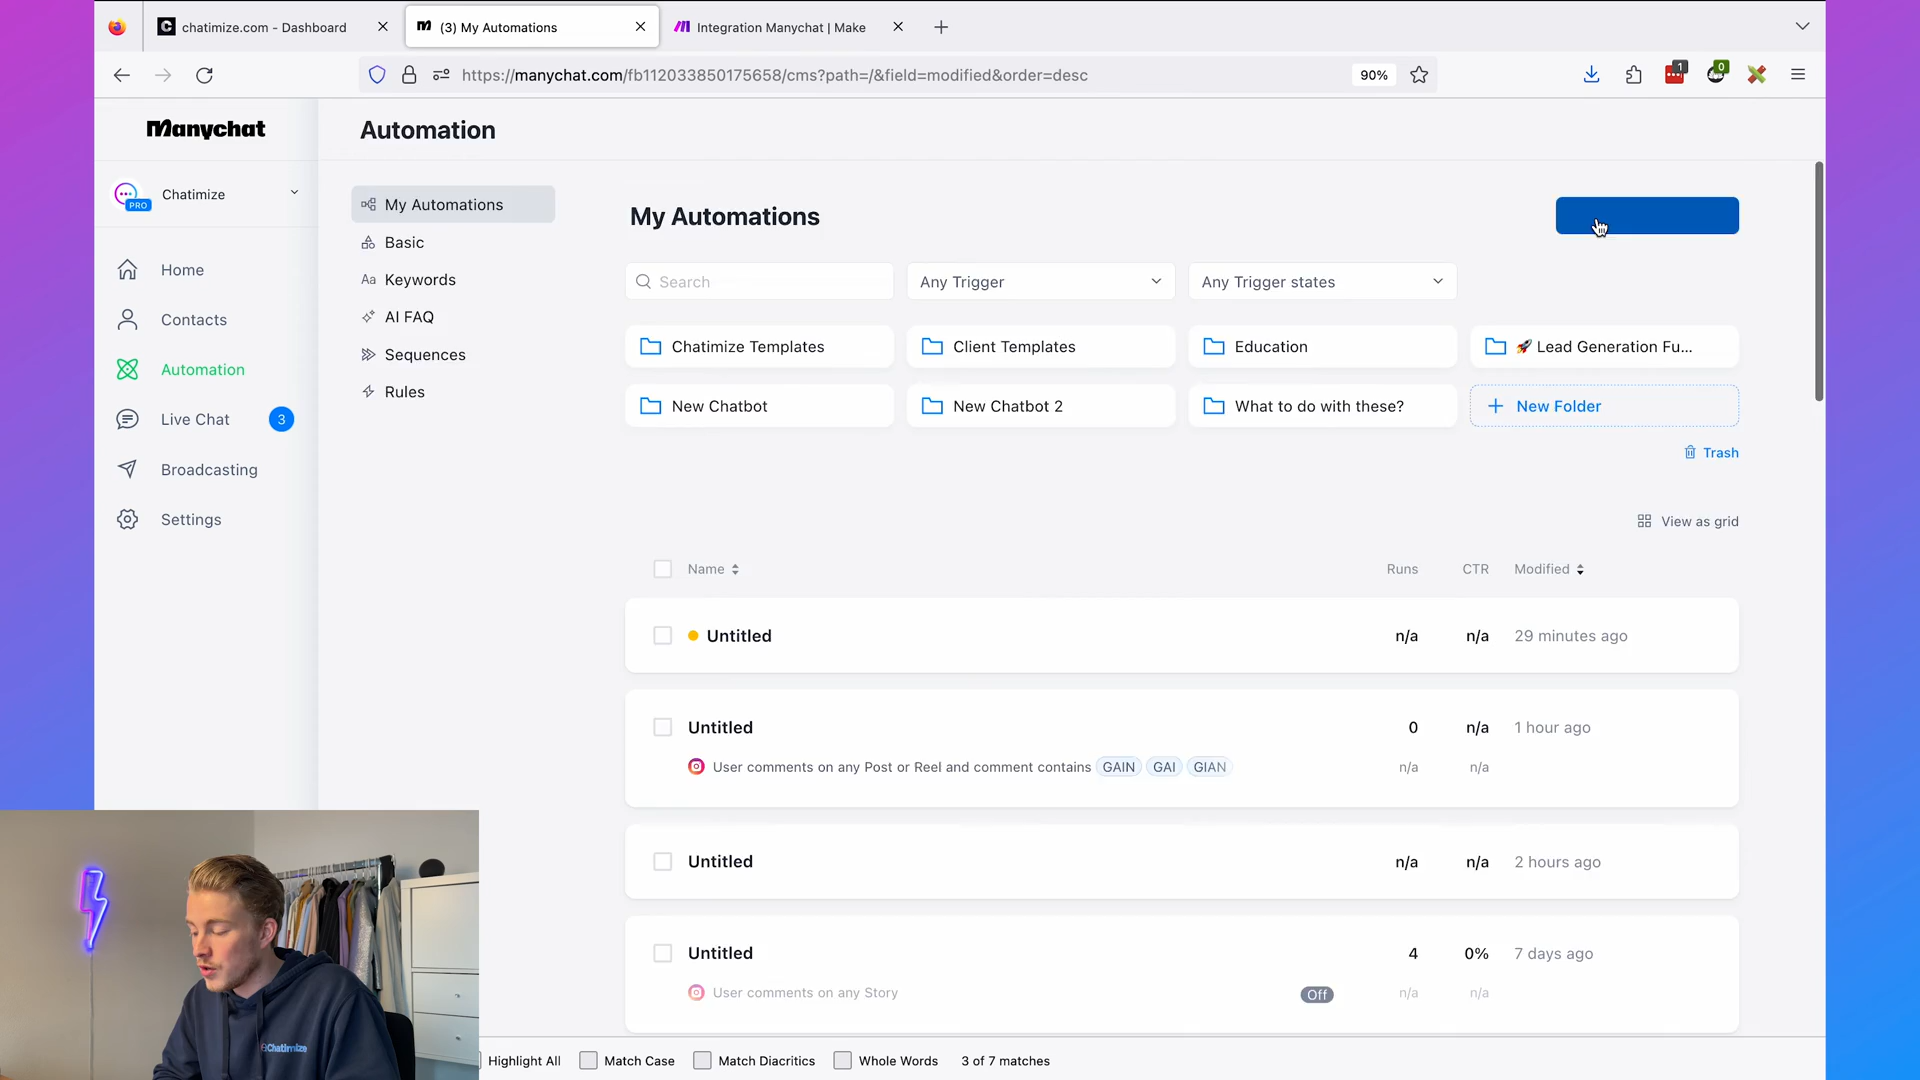 chatimize.com - Dashboard
(3) My Automations
Integration Manychat | Make
https://manychat.com/fb112033850175658/cms?path=/&field=modified&order=desc
90%
1
0
Manychat
Automation
Chatimize
PRO
Home
Contacts
Automation
Live Chat
3
Broadcasting
Settings
My Automations
Basic
Aa Keywords
AI FAQ
Sequences
Rules
My Automations
Search
Any Trigger
Any Trigger states
Chatimize Templates
Client Templates
Education
🚀 Lead Generation Fu...
New Chatbot
New Chatbot 2
What to do with these?
+ New Folder
Trash
View as grid
Name
Runs
CTR
Modified
Untitled
n/a
n/a
29 minutes ago
Untitled
0
n/a
1 hour ago
User comments on any Post or Reel and comment contains GAIN GAI GIAN
n/a
n/a
Untitled
n/a
n/a
2 hours ago
Untitled
4
0%
7 days ago
User comments on any Story
Off
n/a
n/a
Chatimize
Highlight All
Match Case
Match Diacritics
Whole Words
3 of 7 matches